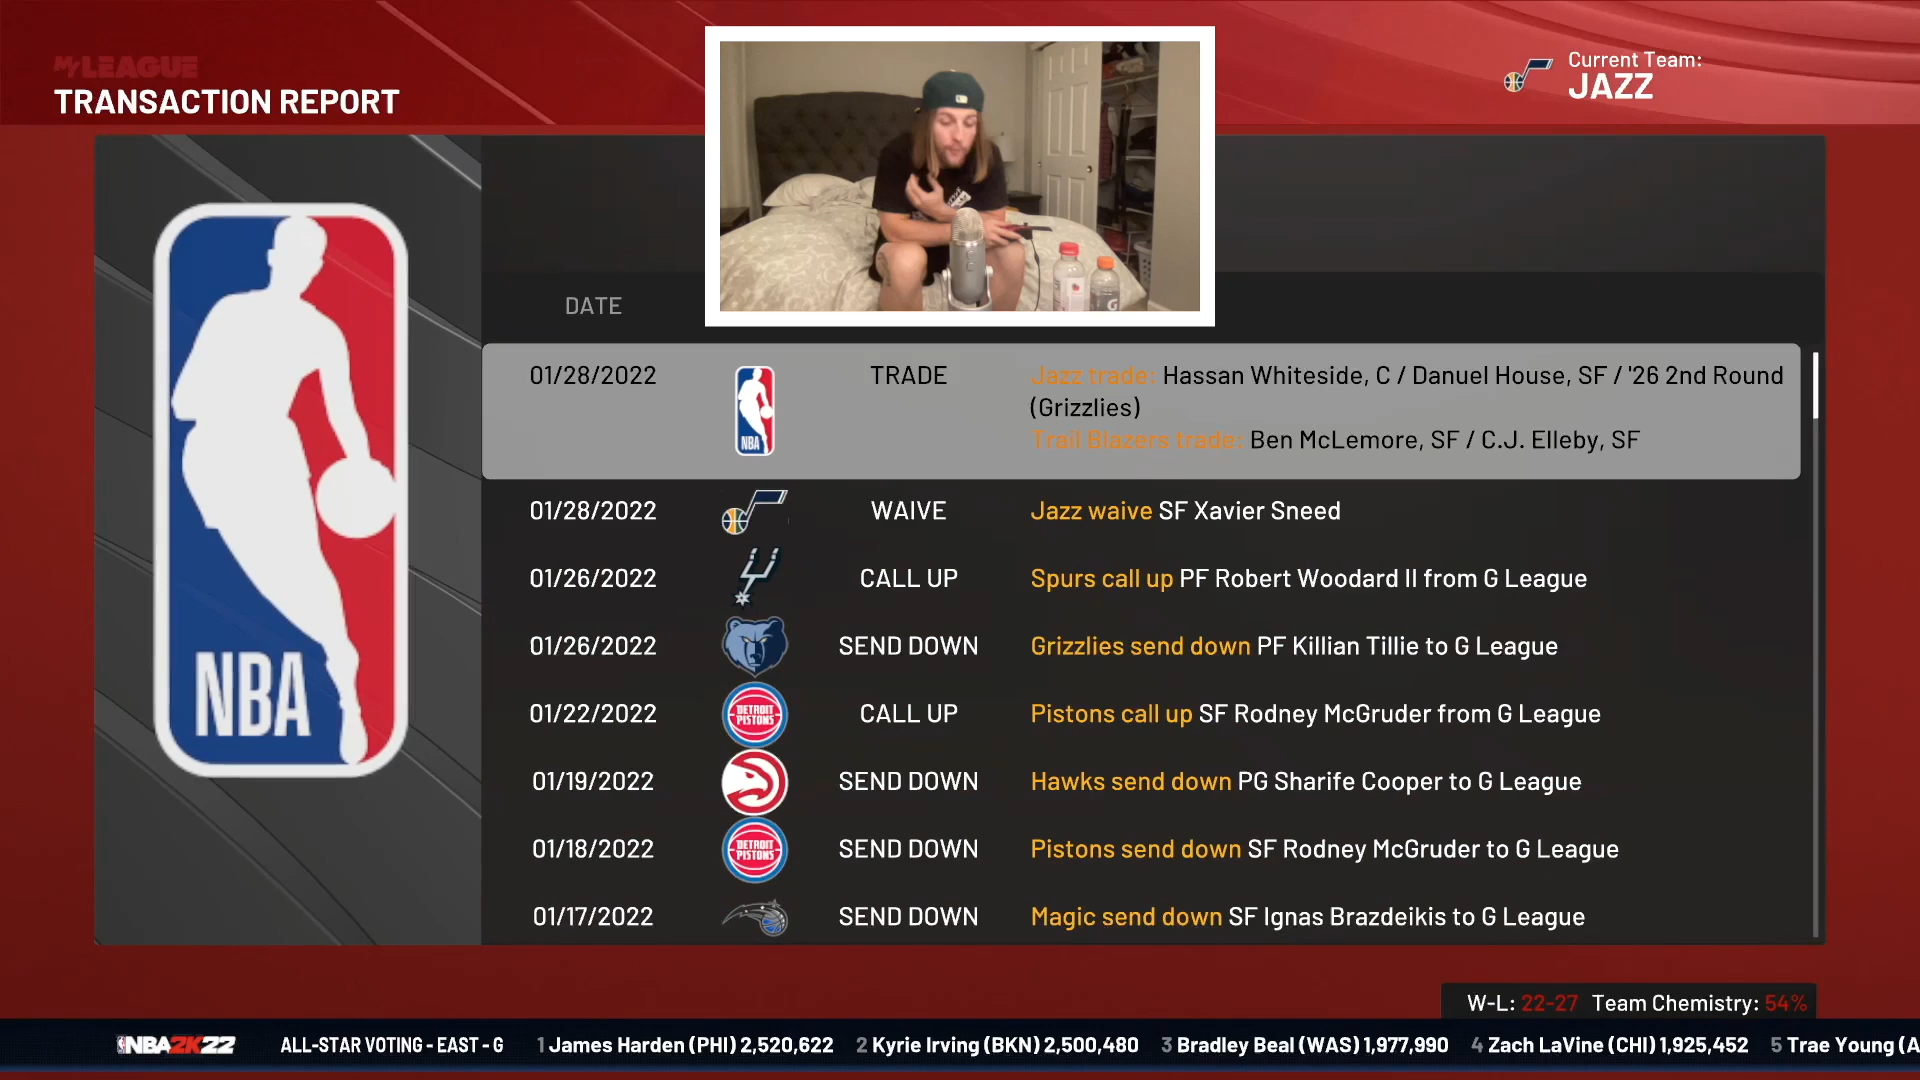 MyLEAGUE
TRANSACTION REPORT
Current Team:
JAZZ
DATE
01/28/2022 NBA TRADE Jazz trade: Hassan Whiteside, C / Danuel House, SF / '26 2nd Round
(Grizzlies)
Trail Blazers trade: Ben McLemore, SF / C.J. Elleby, SF
01/28/2022 WAIVE Jazz waive SF Xavier Sneed
01/26/2022 CALL UP Spurs call up PF Robert Woodard II from G League
01/26/2022 SEND DOWN Grizzlies send down PF Killian Tillie to G League
01/22/2022 DETROIT PISTONS CALL UP Pistons call up SF Rodney McGruder from G League
01/19/2022 SEND DOWN Hawks send down PG Sharife Cooper to G League
01/18/2022 DETROIT PISTONS SEND DOWN Pistons send down SF Rodney McGruder to G League
01/17/2022 SEND DOWN Magic send down SF Ignas Brazdeikis to G League
NBA
W-L: 22-27 Team Chemistry: 54%
NBA 2K22 ALL-STAR VOTING - EAST - G 1 James Harden (PHI) 2,520,622 2 Kyrie Irving (BKN) 2,500,480 3 Bradley Beal (WAS) 1,977,990 4 Zach LaVine (CHI) 1,925,452 5 Trae Young (A